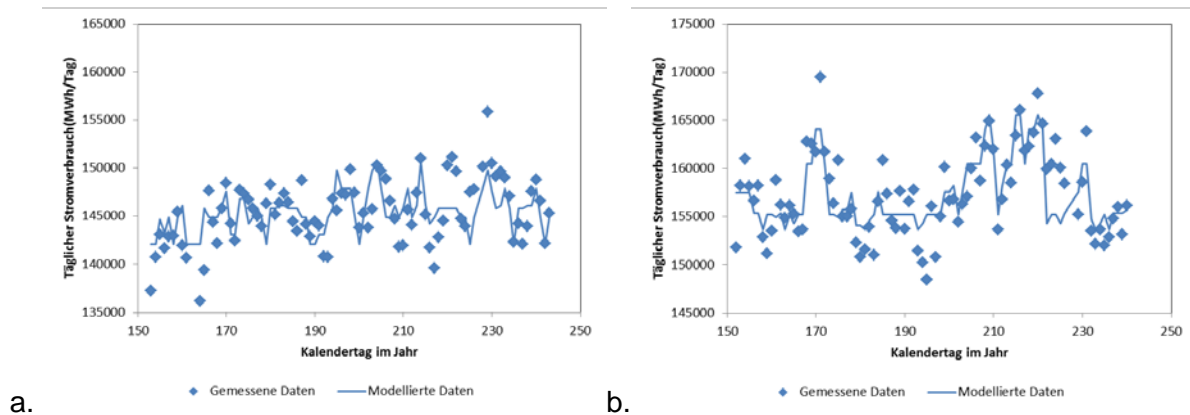 165000
160000
155000
150000
145000
140000
135000
Täglicher Stromverbrauch(MWh/Tag)
150 170 190 210 230 250
Kalendertag im Jahr
Gemessene Daten Modellierte Daten
a.
175000
170000
165000
160000
155000
150000
145000
Täglicher Stromverbrauch(MWh/Tag)
150 170 190 210 230 250
Kalendertag im Jahr
Gemessene Daten Modellierte Daten
b.